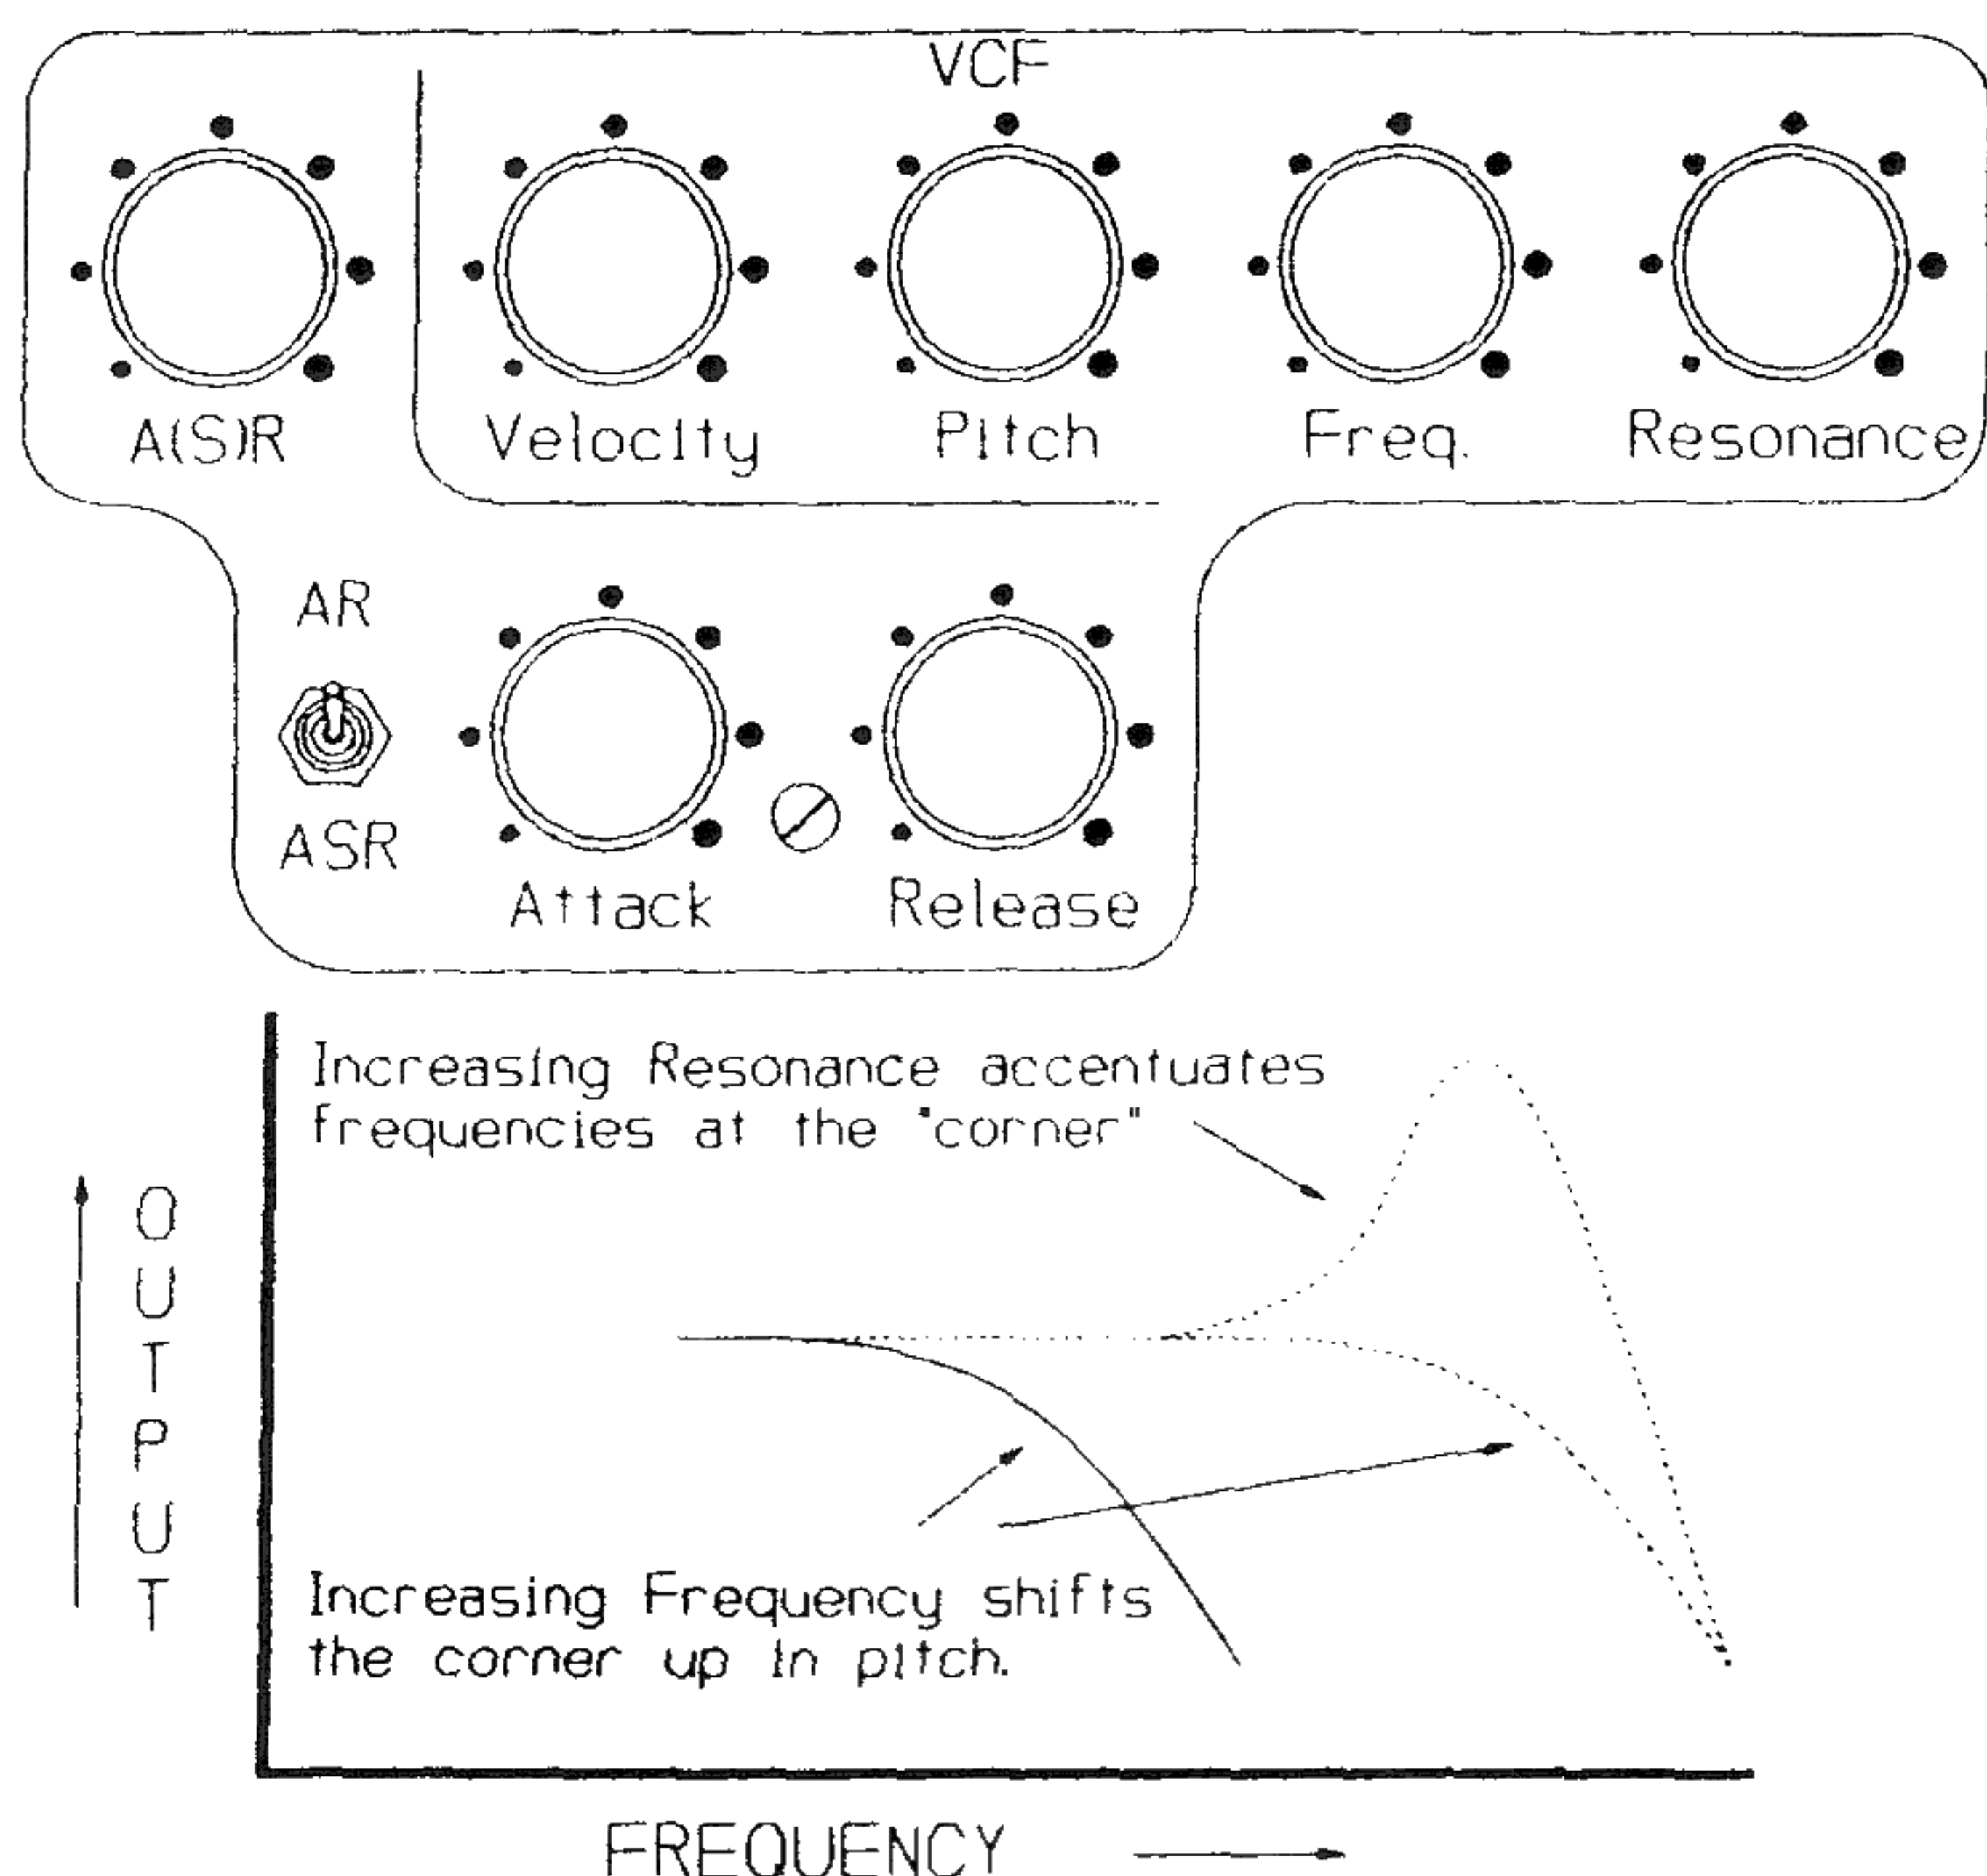 VCF
A(S)R
Velocity
Pitch
Freq.
Resonance
AR
ASR
Attack
Release
Increasing Resonance accentuates
frequencies at the "corner"
OUTPUT
Increasing Frequency shifts
the corner up in pitch.
FREQUENCY